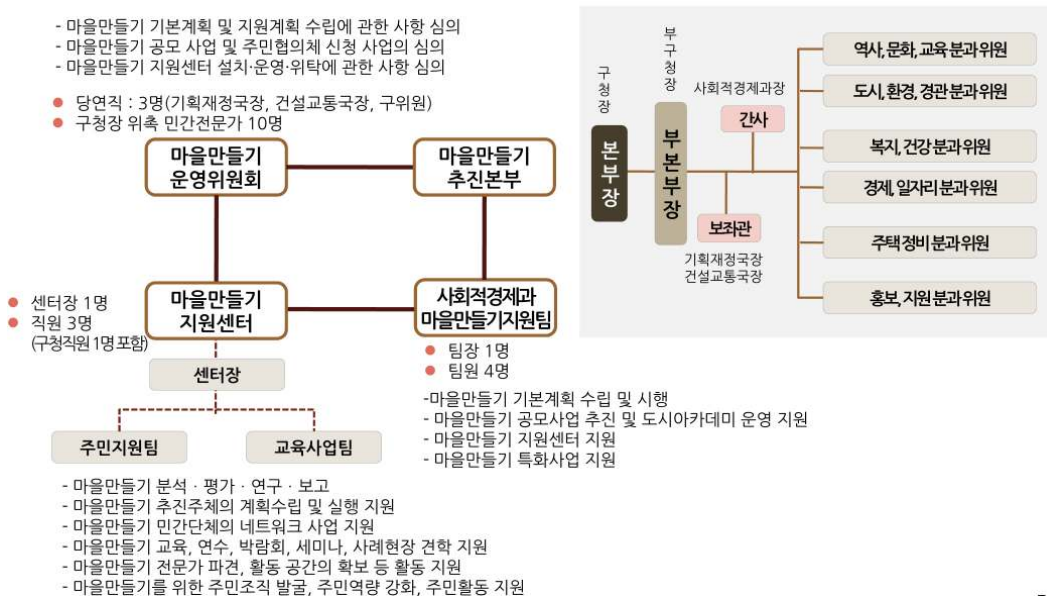 - 마을만들기 기본계획 및 지원계획 수립에 관한 사항 심의
- 마을만들기 공모 사업 및 주민협의체 신청 사업의 심의
- 마을만들기 지원센터 설치·운영·위탁에 관한 사항 심의
● 당연직 : 3명(기획재정국장, 건설교통국장, 구위원)
● 구청장 위촉 민간전문가 10명
마을만들기
운영위원회
마을만들기
추진본부
● 센터장 1명
● 직원 3명
(구청직원 1명 포함)
마을만들기
지원센터
사회적경제과
마을만들기지원팀
● 팀장 1명
● 팀원 4명
-마을만들기 기본계획 수립 및 시행
- 마을만들기 공모사업 추진 및 도시아카데미 운영 지원
- 마을만들기 지원센터 지원
- 마을만들기 특화사업 지원
센터장
주민지원팀
교육사업팀
- 마을만들기 분석 · 평가 · 연구 · 보고
- 마을만들기 추진주체의 계획수립 및 실행 지원
- 마을만들기 민간단체의 네트워크 사업 지원
- 마을만들기 교육, 연수, 박람회, 세미나, 사례현장 견학 지원
- 마을만들기 전문가 파견, 활동 공간의 확보 등 활동 지원
- 마을만들기를 위한 주민조직 발굴, 주민역량 강화, 주민활동 지원
구청장
본부장
부구청장
부본부장
사회적경제과장
간사
보좌관
기획재정국장
건설교통국장
역사, 문화, 교육 분과 위원
도시, 환경, 경관 분과 위원
복지, 건강 분과 위원
경제, 일자리 분과 위원
주택 정비 분과 위원
홍보, 지원 분과 위원